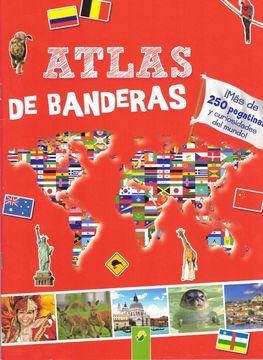 ATLAS
DE BANDERAS
¡Más de
250 pegatinas
y curiosidades
del mundo!